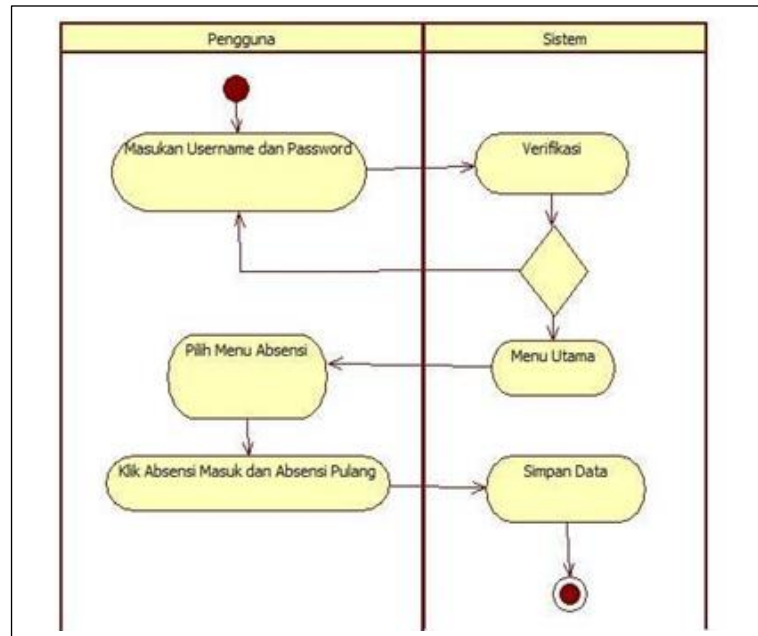 Pengguna
Sistem
Masukan Username dan Password
Verifikasi
Menu Utama
Pilih Menu Absensi
Klik Absensi Masuk dan Absensi Pulang
Simpan Data